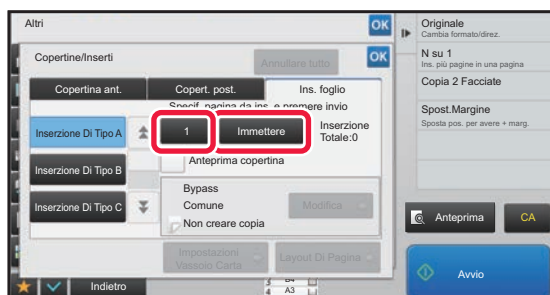 Altri
OK
Copertine/Inserti
Annullare tutto
OK
Copertina ant.
Copert. post.
Ins. foglio
Specif. pagina da ins. e premere invio
Inserzione Di Tipo A
1
Immettere
Inserzione
Totale:0
Anteprima copertina
Inserzione Di Tipo B
Bypass
Comune
Modifica
Inserzione Di Tipo C
Non creare copia
Impostazioni
Vassoio Carta
Layout Di Pagina
Indietro
4 A3
Originale
Cambia formato/direz.
N su 1
Ins. più pagine in una pagina
Copia 2 Facciate
Spost.Margine
Sposta pos. per avere + marg.
Anteprima
CA
Avvio